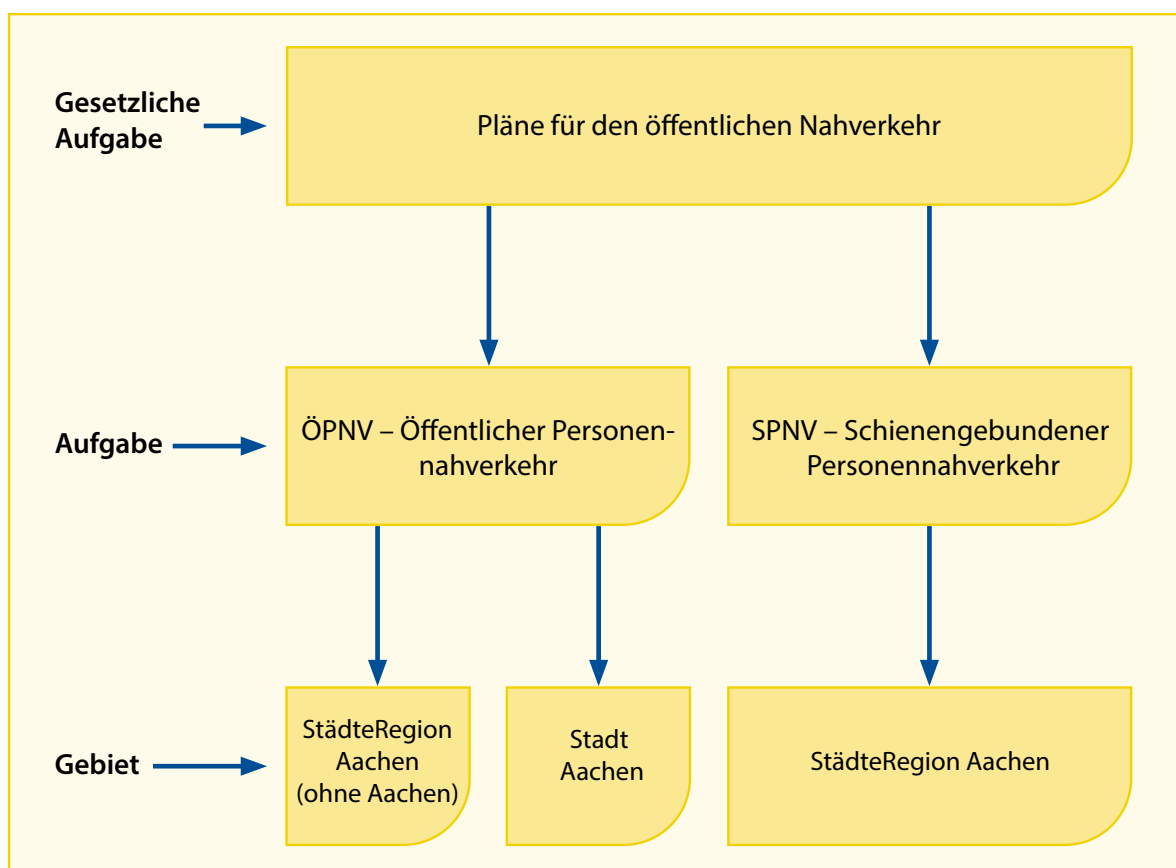 Gesetzliche
Aufgabe
Pläne für den öffentlichen Nahverkehr
Aufgabe
ÖPNV – Öffentlicher Personen-
nahverkehr
SPNV – Schienengebundener
Personennahverkehr
Gebiet
StädteRegion
Aachen
(ohne Aachen)
Stadt
Aachen
StädteRegion Aachen